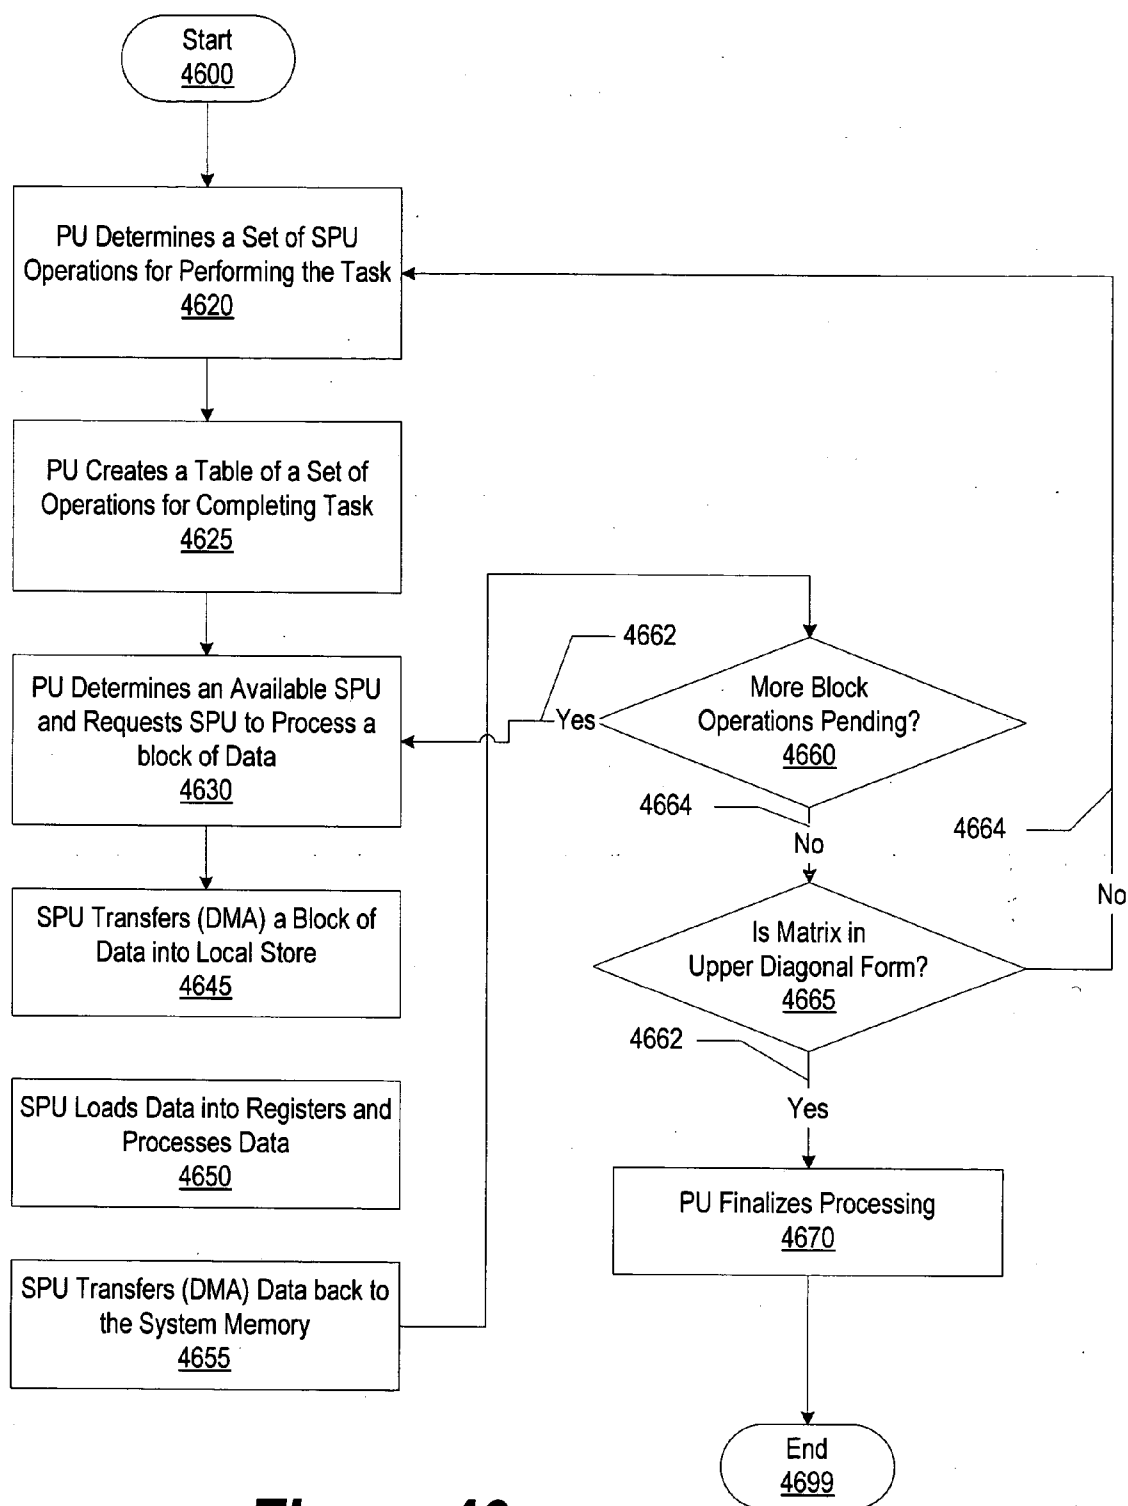 Start
4600
PU Determines a Set of SPU
Operations for Performing the Task
4620
PU Creates a Table of a Set of
Operations for Completing Task
4625
PU Determines an Available SPU
and Requests SPU to Process a
block of Data
4630
SPU Transfers (DMA) a Block of
Data into Local Store
4645
SPU Loads Data into Registers and
Processes Data
4650
SPU Transfers (DMA) Data back to
the System Memory
4655
4662
Yes
More Block
Operations Pending?
4660
4664
No
4664
No
Is Matrix in
Upper Diagonal Form?
4665
4662
Yes
PU Finalizes Processing
4670
End
4699